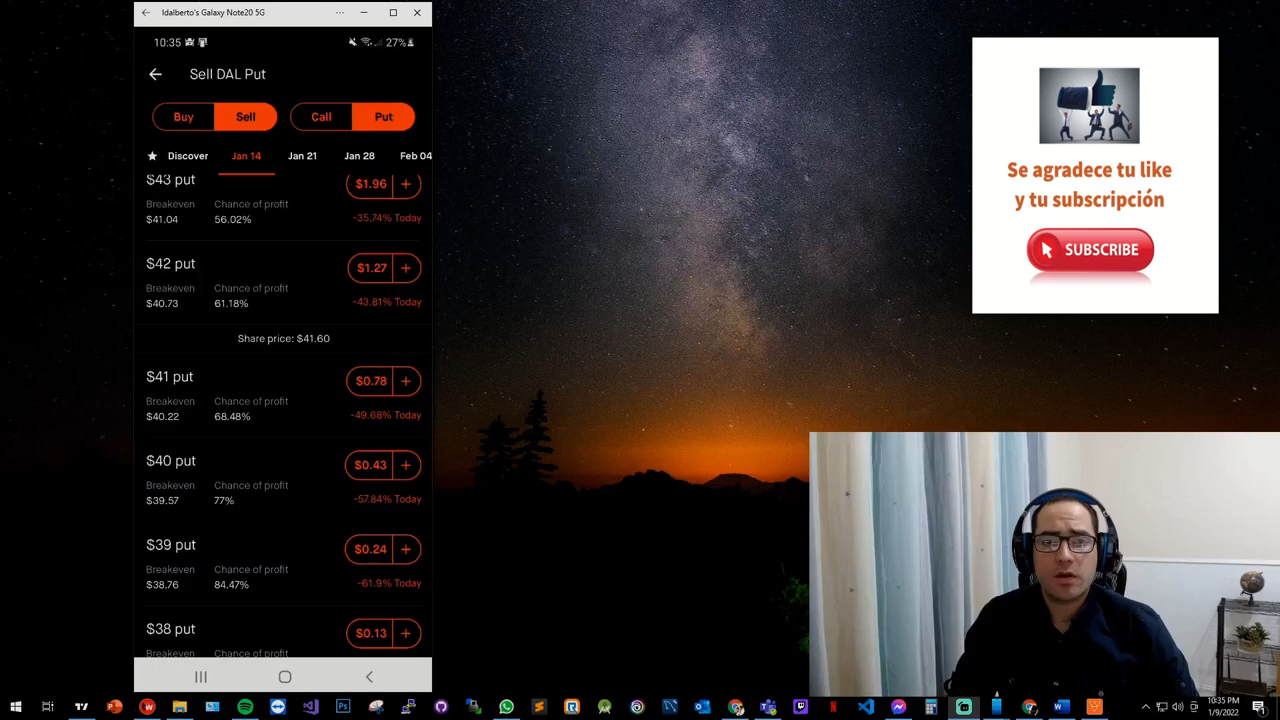 Idalberto's Galaxy Note20 5G
10:35
27%
Sell DAL Put
Buy
Sell
Call
Put
Discover
Jan 14
Jan 21
Jan 28
Feb 04
$43 put
$1.96
+
Breakeven
Chance of profit
$41.04
56.02%
-35.74% Today
$42 put
$1.27
+
Breakeven
Chance of profit
$40.73
61.18%
-43.81% Today
Share price: $41.60
$41 put
$0.78
+
Breakeven
Chance of profit
$40.22
68.48%
-49.68% Today
$40 put
$0.43
+
Breakeven
Chance of profit
$39.57
77%
-57.84% Today
$39 put
$0.24
+
Breakeven
Chance of profit
$38.76
84.47%
-61.9% Today
$38 put
$0.13
+
Breakeven
Chance of profit
Se agradece tu like
y tu subscripción
SUBSCRIBE
10:35 PM
1/9/2022